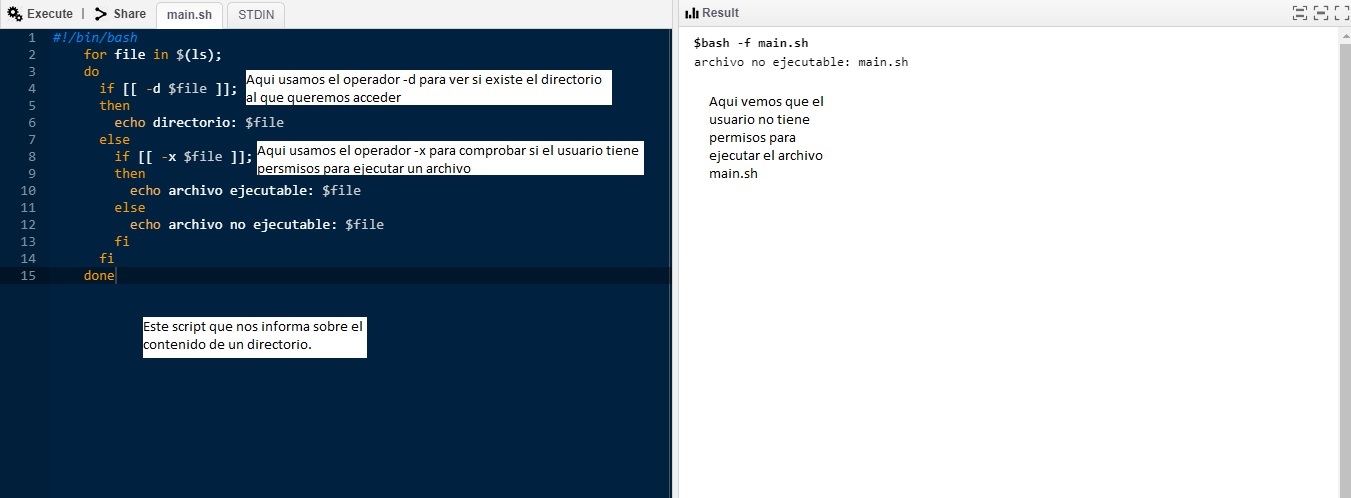 Execute | Share main.sh STDIN
1 #!/bin/bash
2 for file in $(ls);
3 do
4 if [[ -d $file ]];
Aqui usamos el operador -d para ver si existe el directorio
al que queremos acceder
5 then
6 echo directorio: $file
7 else
8 if [[ -x $file ]];
Aqui usamos el operador -x para comprobar si el usuario tiene
persmisos para ejecutar un archivo
9 then
10 echo archivo ejecutable: $file
11 else
12 echo archivo no ejecutable: $file
13 fi
14 fi
15 done
Este script que nos informa sobre el
contenido de un directorio.
Result
$bash -f main.sh
archivo no ejecutable: main.sh
Aqui vemos que el
usuario no tiene
permisos para
ejecutar el archivo
main.sh